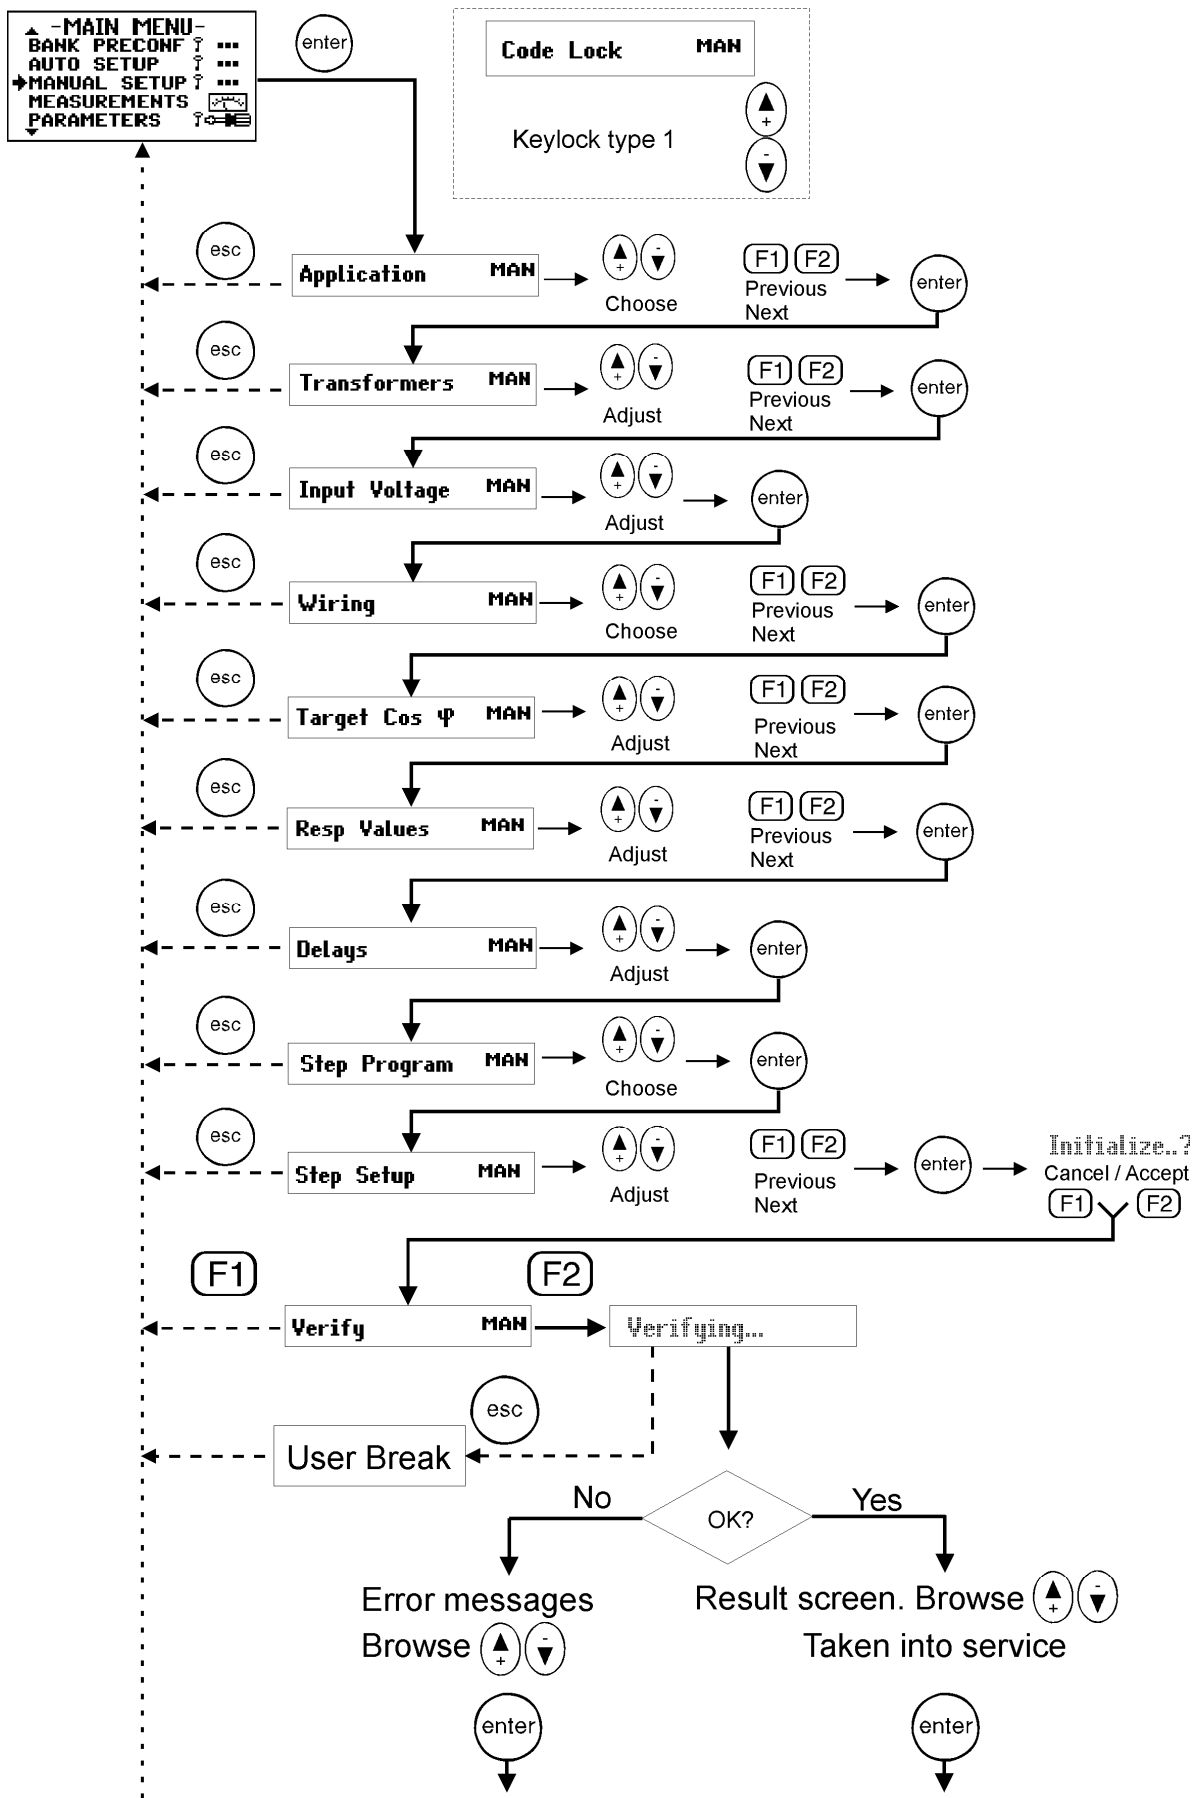 -MAIN MENU-
BANK PRECONF
AUTO SETUP
MANUAL SETUP
MEASUREMENTS
PARAMETERS
enter
Code Lock MAN
Keylock type 1
+
-
esc
Application MAN
+
-
Choose
F1 F2
Previous
Next
enter
esc
Transformers MAN
+
-
Adjust
F1 F2
Previous
Next
enter
esc
Input Voltage MAN
+
-
Adjust
enter
esc
Wiring MAN
+
-
Choose
F1 F2
Previous
Next
enter
esc
Target Cos φ MAN
+
-
Adjust
F1 F2
Previous
Next
enter
esc
Resp Values MAN
+
-
Adjust
F1 F2
Previous
Next
enter
esc
Delays MAN
+
-
Adjust
enter
esc
Step Program MAN
+
-
Choose
enter
esc
Step Setup MAN
+
-
Adjust
F1 F2
Previous
Next
enter
Initialize..?
Cancel / Accept
F1 F2
F1
F2
Verify MAN
Verifying...
esc
User Break
No
OK?
Yes
Error messages
Browse + -
enter
Result screen. Browse + -
Taken into service
enter